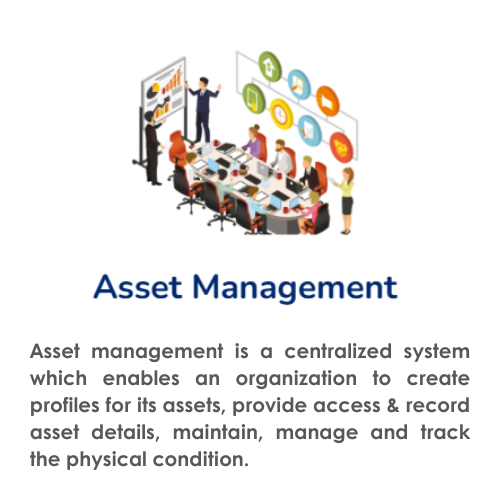 Asset Management
Asset management is a centralized system
which enables an organization to create
profiles for its assets, provide access & record
asset details, maintain, manage and track
the physical condition.